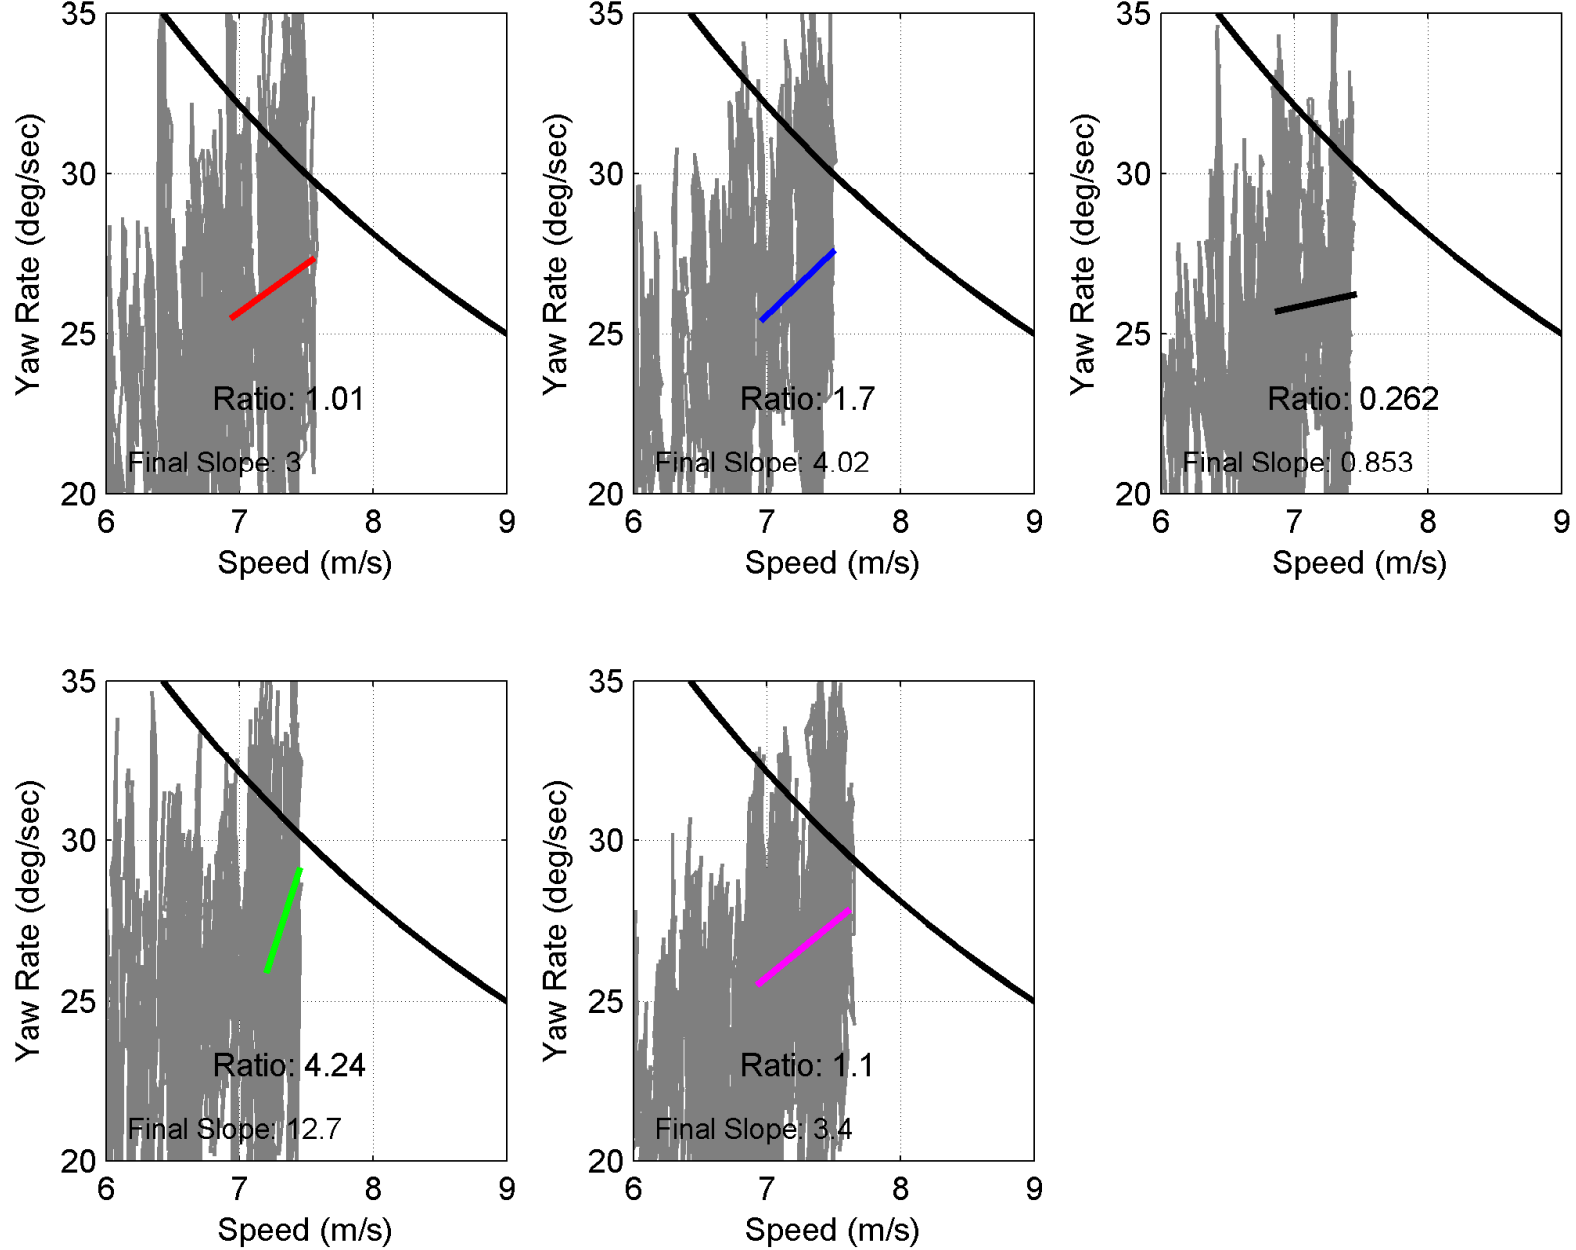 35
30
25
20
Yaw Rate (deg/sec)
Ratio: 1.01
Final Slope: 3
6 7 8 9
Speed (m/s)
35
30
25
20
Yaw Rate (deg/sec)
Ratio: 1.7
Final Slope: 4.02
6 7 8 9
Speed (m/s)
35
30
25
20
Yaw Rate (deg/sec)
Ratio: 0.262
Final Slope: 0.853
6 7 8 9
Speed (m/s)
35
30
25
20
Yaw Rate (deg/sec)
Ratio: 4.24
Final Slope: 12.7
6 7 8 9
Speed (m/s)
35
30
25
20
Yaw Rate (deg/sec)
Ratio: 1.1
Final Slope: 3.4
6 7 8 9
Speed (m/s)